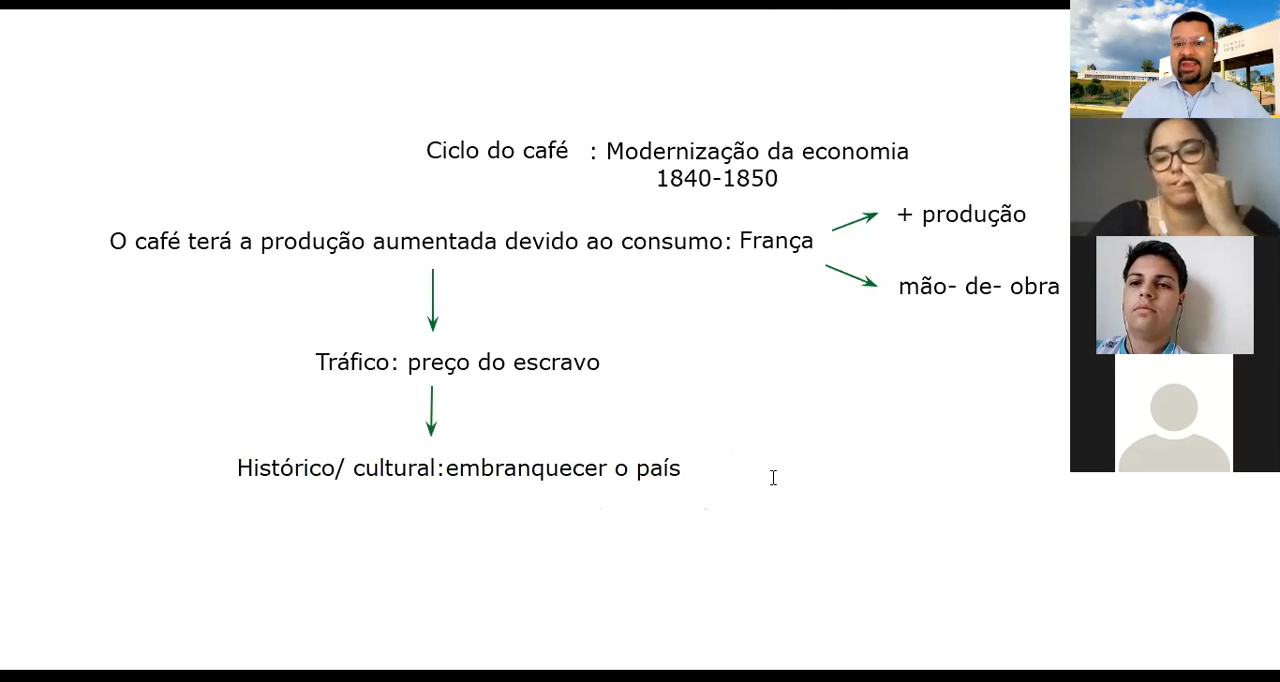 Ciclo do café : Modernização da economia
1840-1850
+ produção
O café terá a produção aumentada devido ao consumo: França
mão- de- obra
Tráfico: preço do escravo
Histórico/ cultural:embranquecer o país